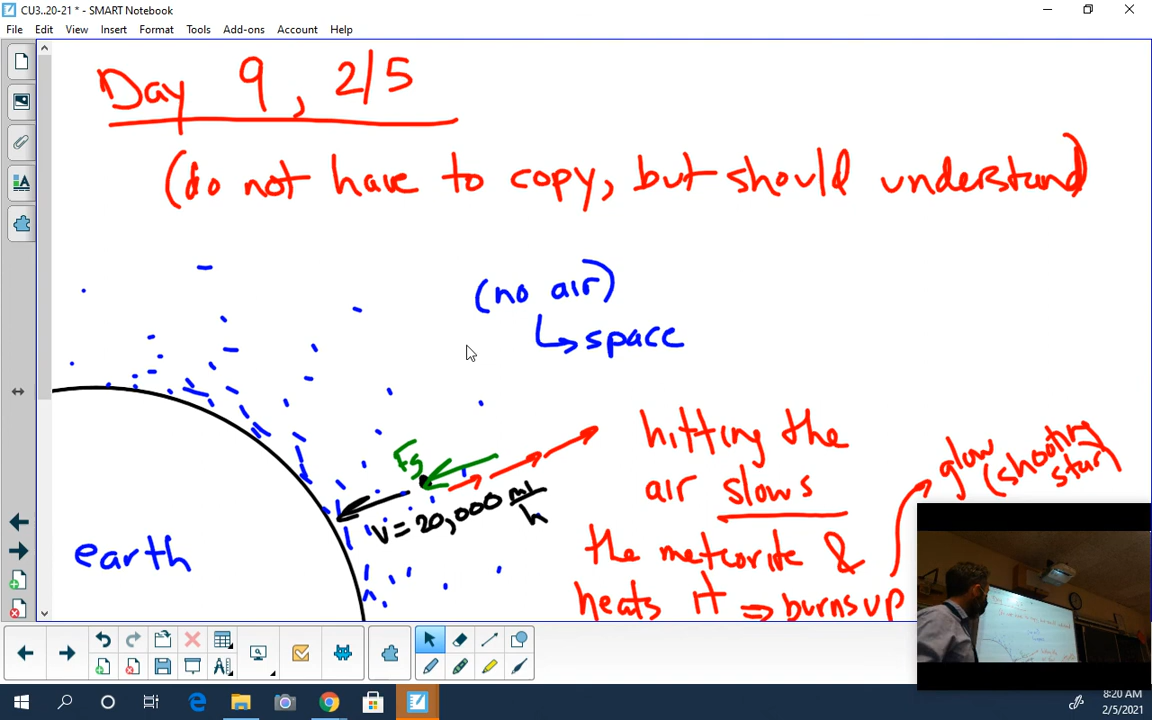 CU3..20-21 * - SMART Notebook
File Edit View Insert Format Tools Add-ons Account Help
Day 9, 2/5
(do not have to copy, but should understand)
(no air)
space
Fg
v = 20,000 mi/h
earth
hitting the
air slows
the meteorite &
heats it ⇒ burns up
glow
(shooting
star)
8:20 AM
2/5/2021